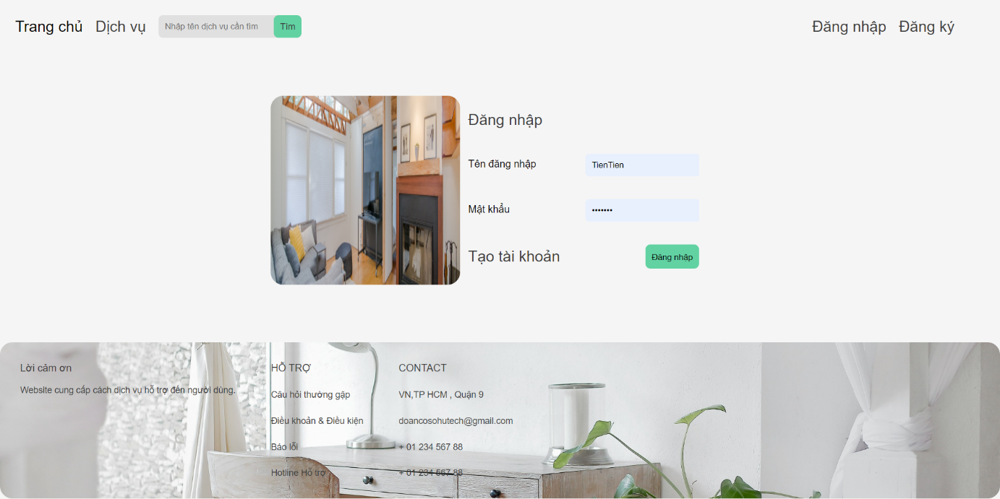 Trang chủ Dịch vụ Nhập tên dịch vụ cần tìm Tìm Đăng nhập Đăng ký
Đăng nhập
Tên đăng nhập TienTien
Mật khẩu •••••••
Tạo tài khoản Đăng nhập
Lời cảm ơn
Website cung cấp cách dịch vụ hỗ trợ đến người dùng.
HỖ TRỢ
Câu hỏi thường gặp
Điều khoản & Điều kiện
Báo lỗi
Hotline Hỗ trợ
CONTACT
VN,TP HCM , Quận 9
doancosohutech@gmail.com
+ 01 234 567 88
+ 01 234 567 88